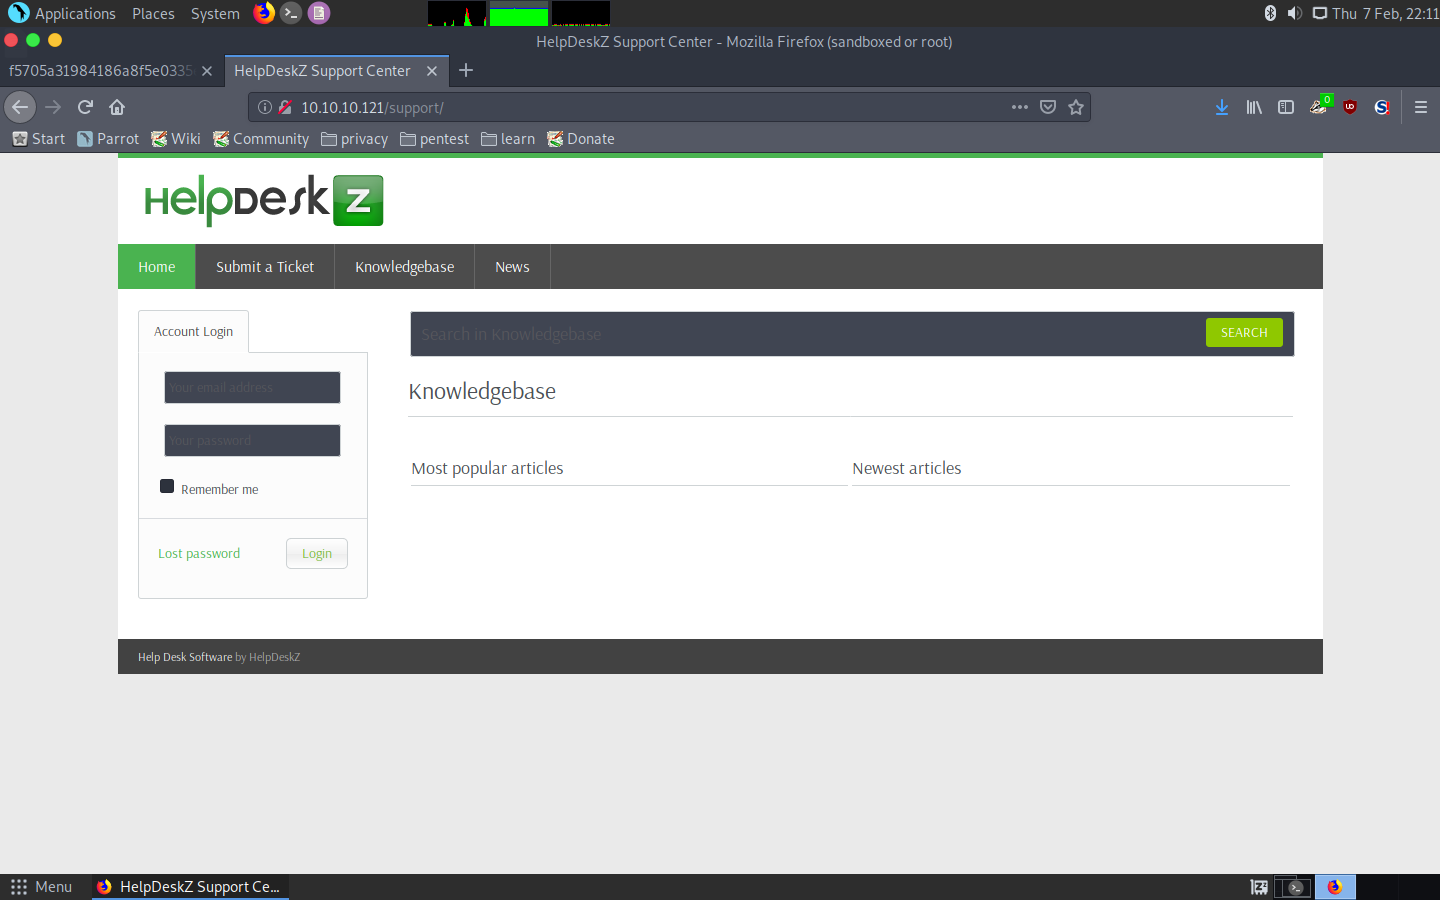 Applications Places System Thu 7 Feb, 22:11
HelpDeskZ Support Center - Mozilla Firefox (sandboxed or root)
f5705a31984186a8f5e0335 HelpDeskZ Support Center
10.10.10.121/support/ 0
Start Parrot Wiki Community privacy pentest learn Donate
HelpDesk Z
Home Submit a Ticket Knowledgebase News
Account Login
Search in Knowledgebase SEARCH
Your email address
Knowledgebase
Your password
Most popular articles Newest articles
Remember me
Lost password Login
Help Desk Software by HelpDeskZ
Menu HelpDeskZ Support Ce...